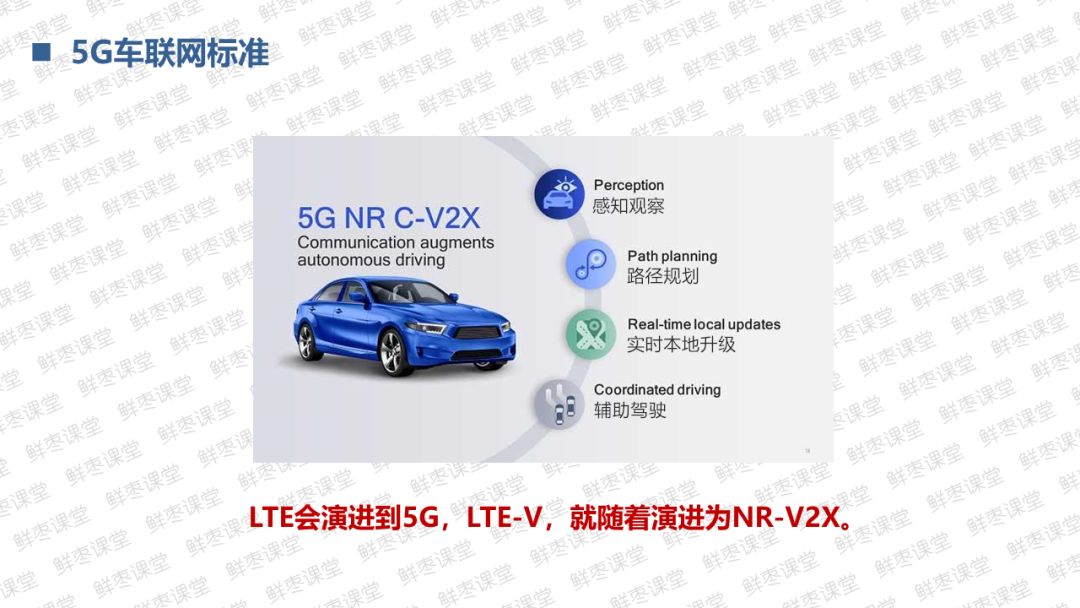 5G车联网标准
5G NR C-V2X
Communication augments
autonomous driving
Perception
感知观察
Path planning
路径规划
Real-time local updates
实时本地升级
Coordinated driving
辅助驾驶
LTE会演进到5G，LTE-V，就随着演进为NR-V2X。
鲜枣课堂